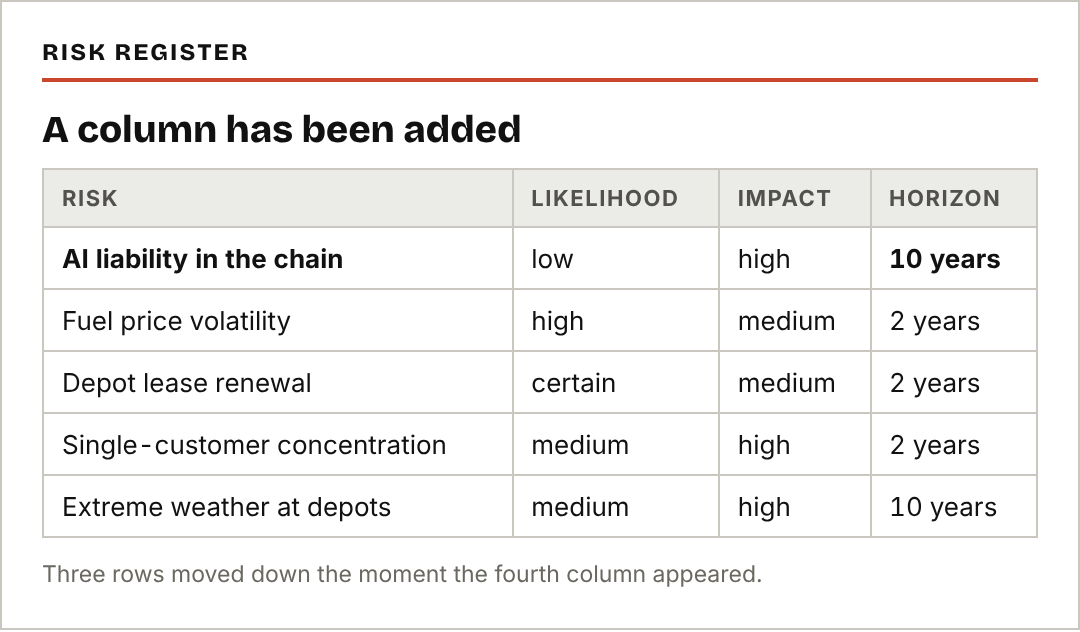 RISK REGISTER
A column has been added
RISK LIKELIHOOD IMPACT HORIZON
AI liability in the chain low high 10 years
Fuel price volatility high medium 2 years
Depot lease renewal certain medium 2 years
Single-customer concentration medium high 2 years
Extreme weather at depots medium high 10 years
Three rows moved down the moment the fourth column appeared.